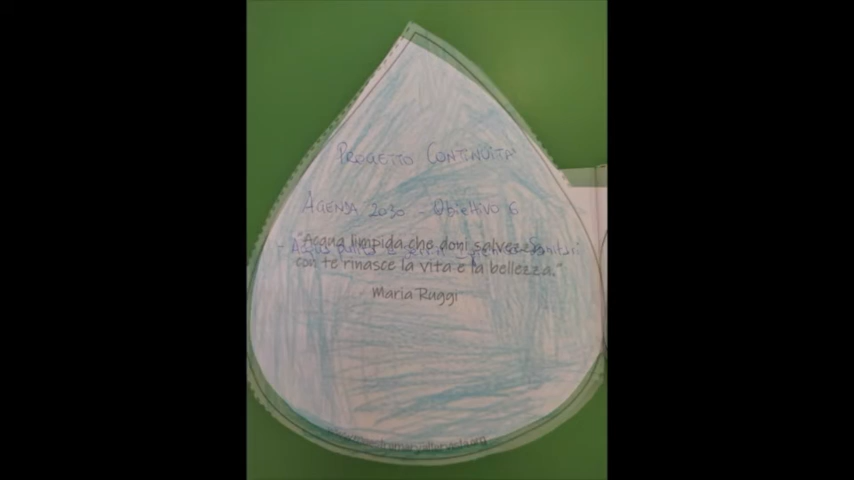 PROGETTO CONTINUITA'
AGENDA 2030 - Obiettivo 6
"Acqua limpida che doni salvezza
con te rinasce la vita e la bellezza."
Maria Ruggi